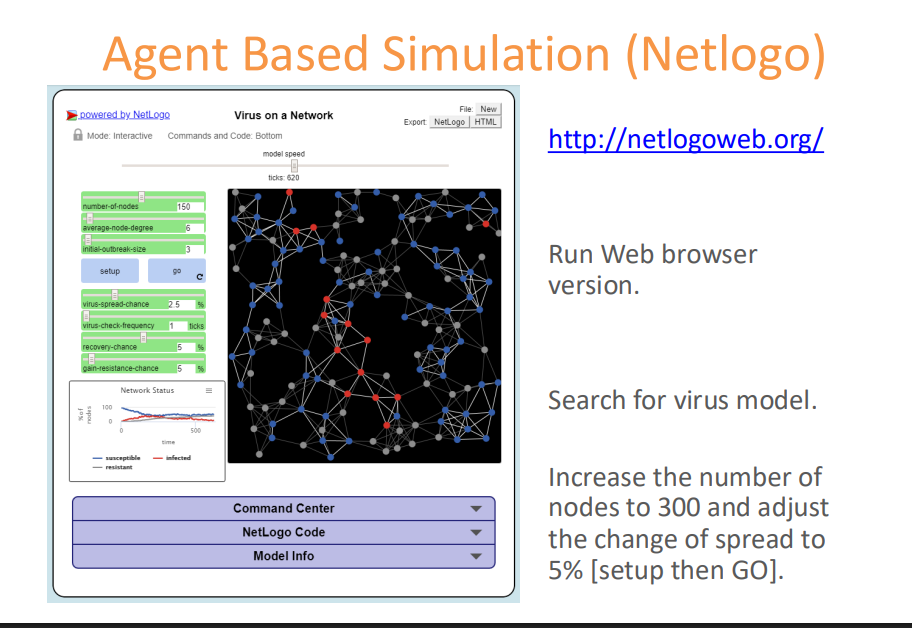 Agent Based Simulation (Netlogo)
powered by NetLogo
Virus on a Network
File: New
Export: NetLogo HTML
Mode: Interactive Commands and Code: Bottom
model speed
ticks: 620
number-of-nodes 150
average-node-degree 6
initial-outbreak-size 3
setup go
virus-spread-chance 2.5 %
virus-check-frequency 1 ticks
recovery-chance 5 %
gain-resistance-chance 5 %
Network Status
% of nodes
100
0
0 500
time
susceptible infected
resistant
Command Center
NetLogo Code
Model Info
http://netlogoweb.org/
Run Web browser
version.
Search for virus model.
Increase the number of
nodes to 300 and adjust
the change of spread to
5% [setup then GO].